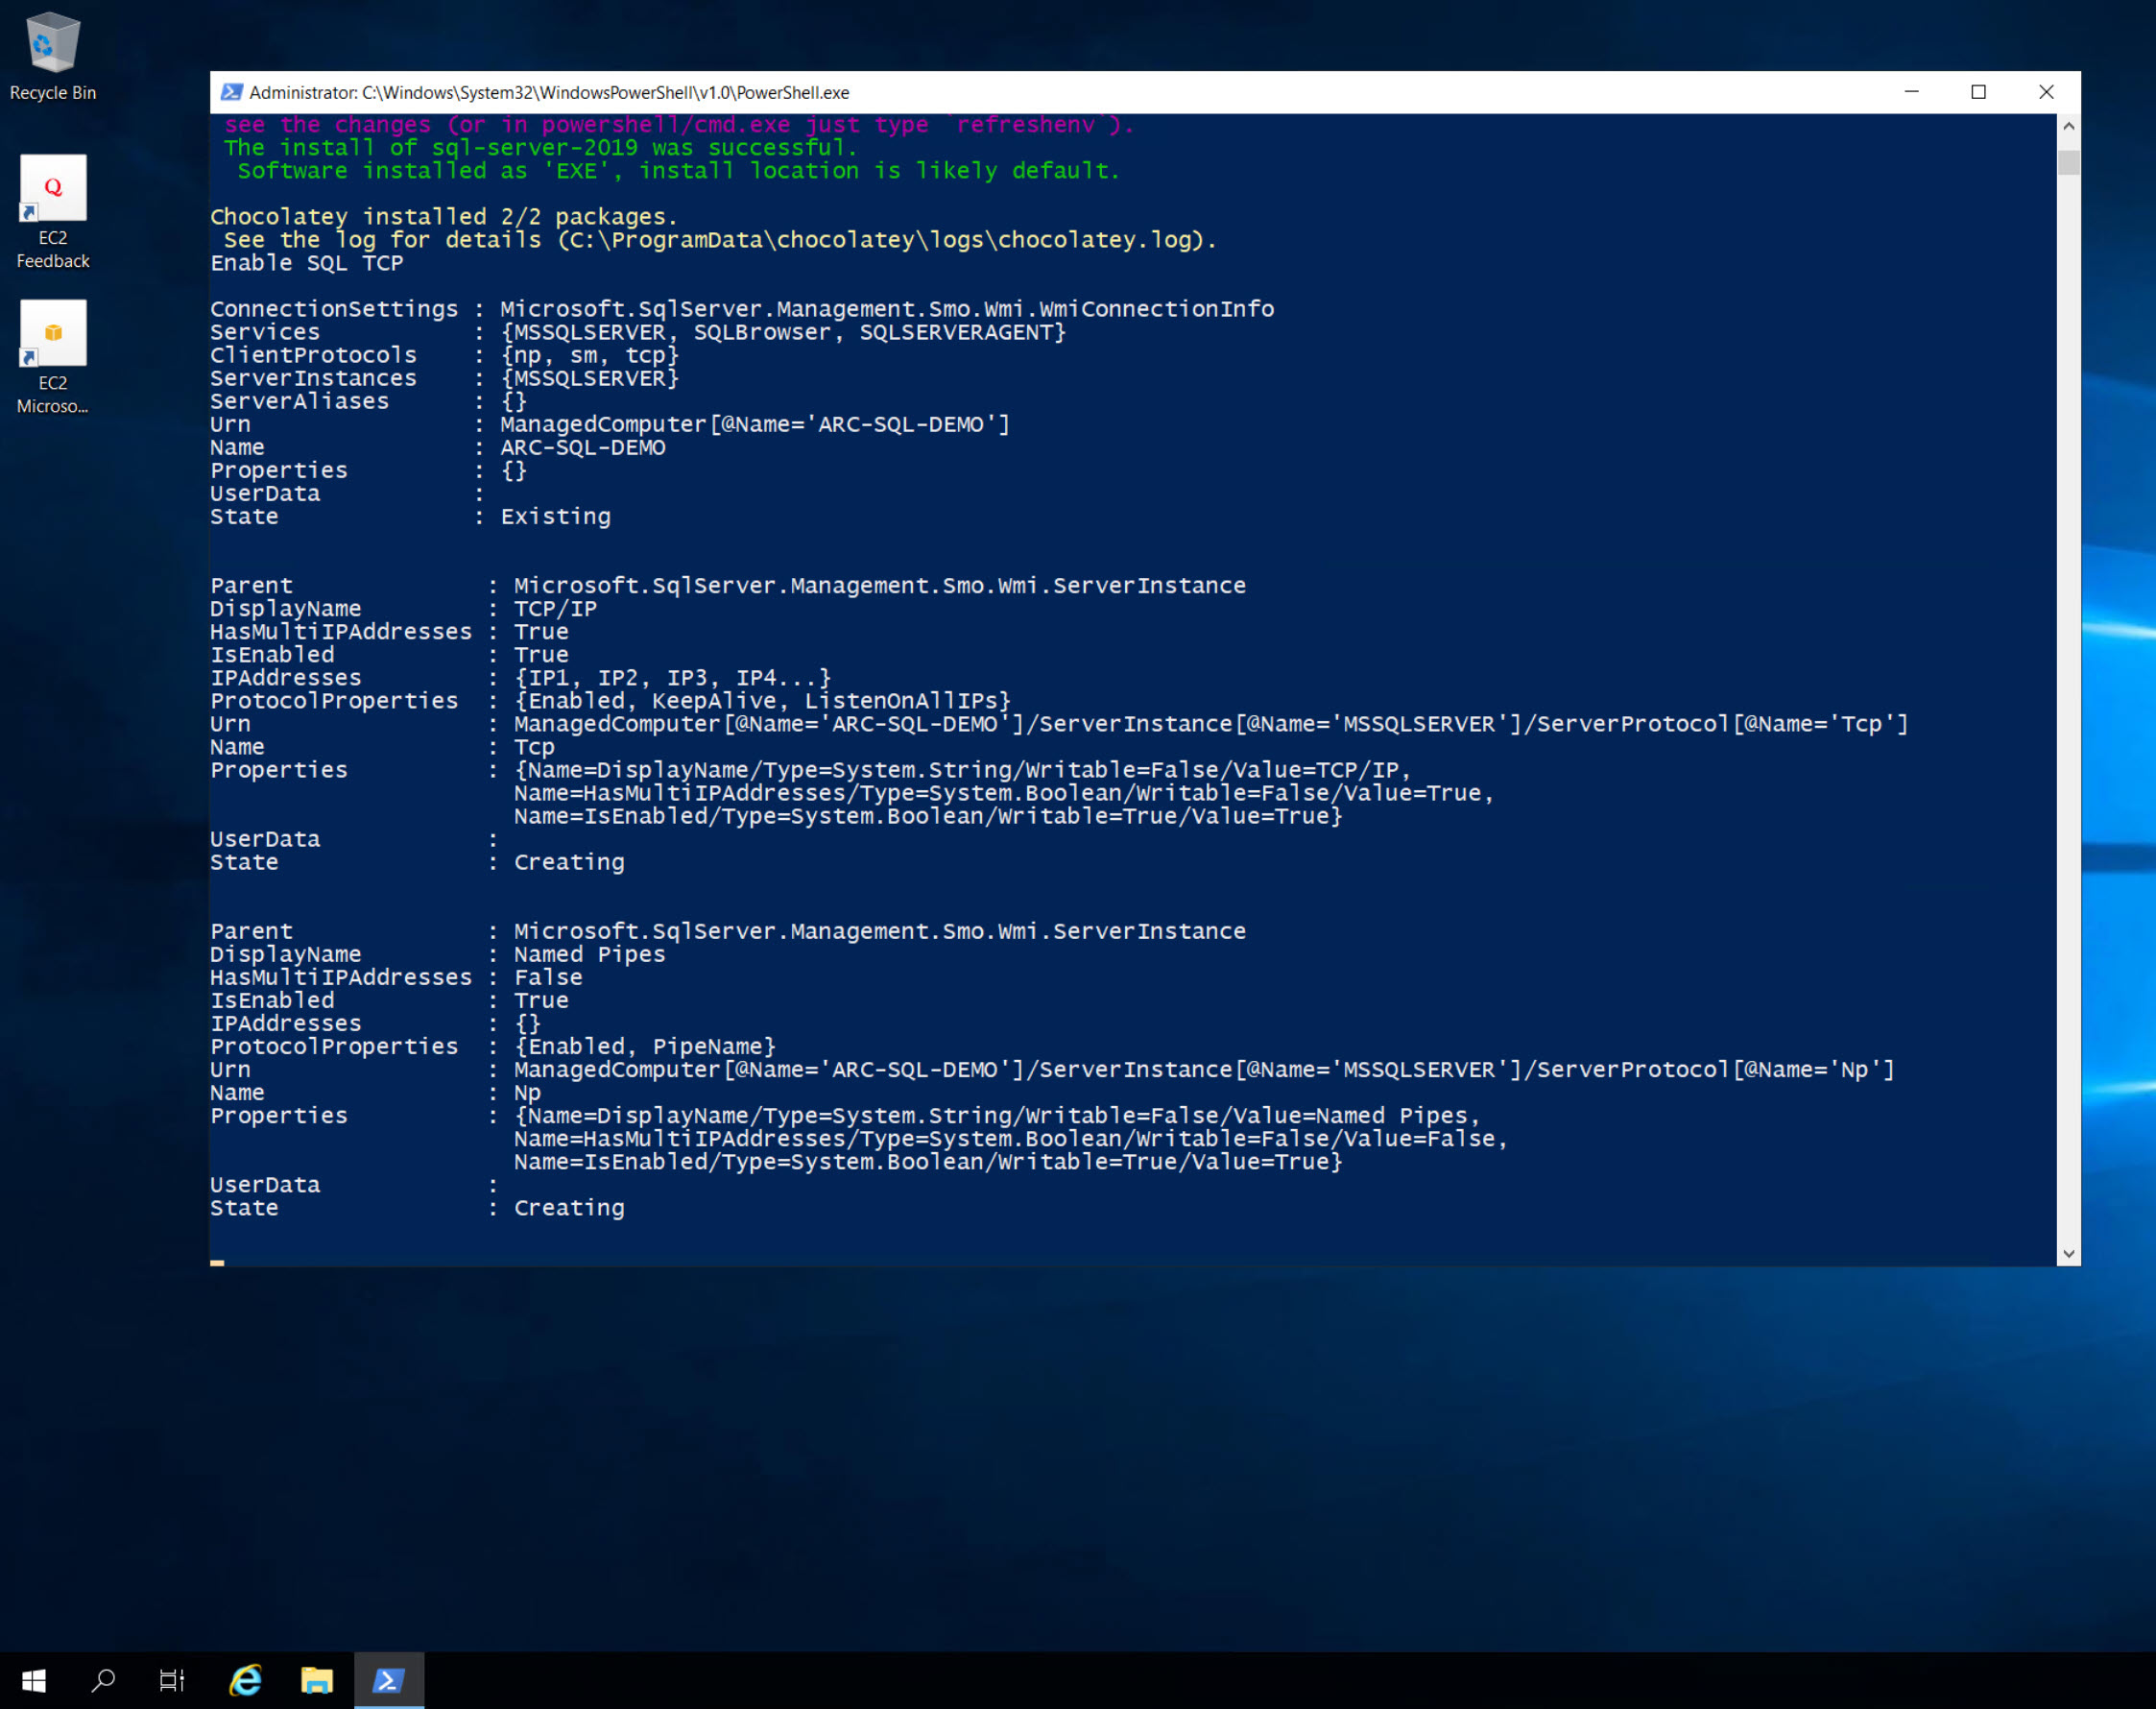 Recycle Bin
Q
EC2
Feedback
EC2
Microso...
Administrator: C:\Windows\System32\WindowsPowerShell\v1.0\PowerShell.exe
see the changes (or in powershell/cmd.exe just type `refreshenv`).
The install of sql-server-2019 was successful.
Software installed as 'EXE', install location is likely default.
Chocolatey installed 2/2 packages.
See the log for details (C:\ProgramData\chocolatey\logs\chocolatey.log).
Enable SQL TCP
ConnectionSettings : Microsoft.SqlServer.Management.Smo.Wmi.WmiConnectionInfo
Services : {MSSQLSERVER, SQLBrowser, SQLSERVERAGENT}
ClientProtocols : {np, sm, tcp}
ServerInstances : {MSSQLSERVER}
ServerAliases : {}
Urn : ManagedComputer[@Name='ARC-SQL-DEMO']
Name : ARC-SQL-DEMO
Properties : {}
UserData :
State : Existing
Parent : Microsoft.SqlServer.Management.Smo.Wmi.ServerInstance
DisplayName : TCP/IP
HasMultiIPAddresses : True
IsEnabled : True
IPAddresses : {IP1, IP2, IP3, IP4...}
ProtocolProperties : {Enabled, KeepAlive, ListenOnAllIPs}
Urn : ManagedComputer[@Name='ARC-SQL-DEMO']/ServerInstance[@Name='MSSQLSERVER']/ServerProtocol[@Name='Tcp']
Name : Tcp
Properties : {Name=DisplayName/Type=System.String/Writable=False/Value=TCP/IP,
Name=HasMultiIPAddresses/Type=System.Boolean/Writable=False/Value=True,
Name=IsEnabled/Type=System.Boolean/Writable=True/Value=True}
UserData :
State : Creating
Parent : Microsoft.SqlServer.Management.Smo.Wmi.ServerInstance
DisplayName : Named Pipes
HasMultiIPAddresses : False
IsEnabled : True
IPAddresses : {}
ProtocolProperties : {Enabled, PipeName}
Urn : ManagedComputer[@Name='ARC-SQL-DEMO']/ServerInstance[@Name='MSSQLSERVER']/ServerProtocol[@Name='Np']
Name : Np
Properties : {Name=DisplayName/Type=System.String/Writable=False/Value=Named Pipes,
Name=HasMultiIPAddresses/Type=System.Boolean/Writable=False/Value=False,
Name=IsEnabled/Type=System.Boolean/Writable=True/Value=True}
UserData :
State : Creating